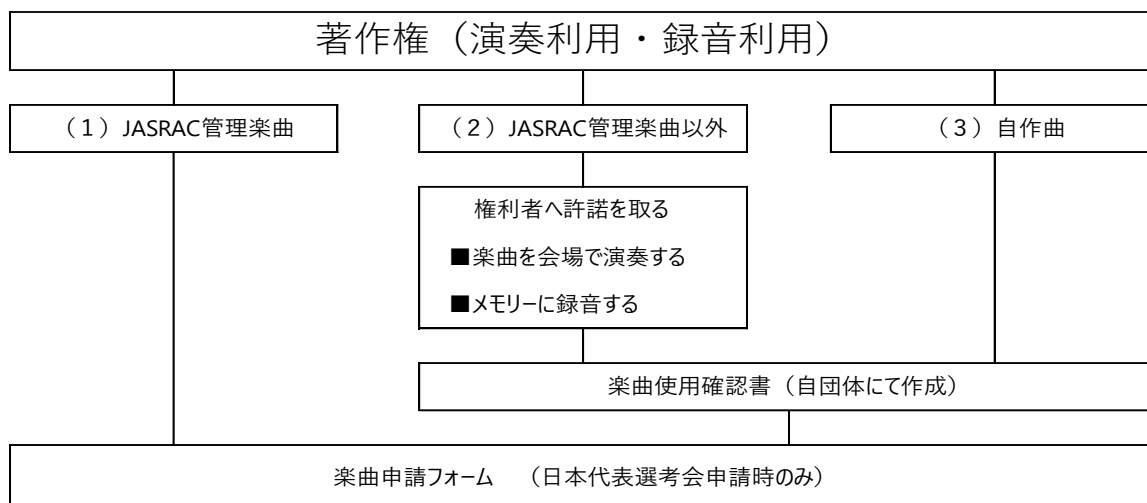 著作権（演奏利用・録音利用）
（１）JASRAC管理楽曲
（２）JASRAC管理楽曲以外
（３）自作曲
権利者へ許諾を取る
■楽曲を会場で演奏する
■メモリーに録音する
楽曲使用確認書（自団体にて作成）
楽曲申請フォーム　（日本代表選考会申請時のみ）